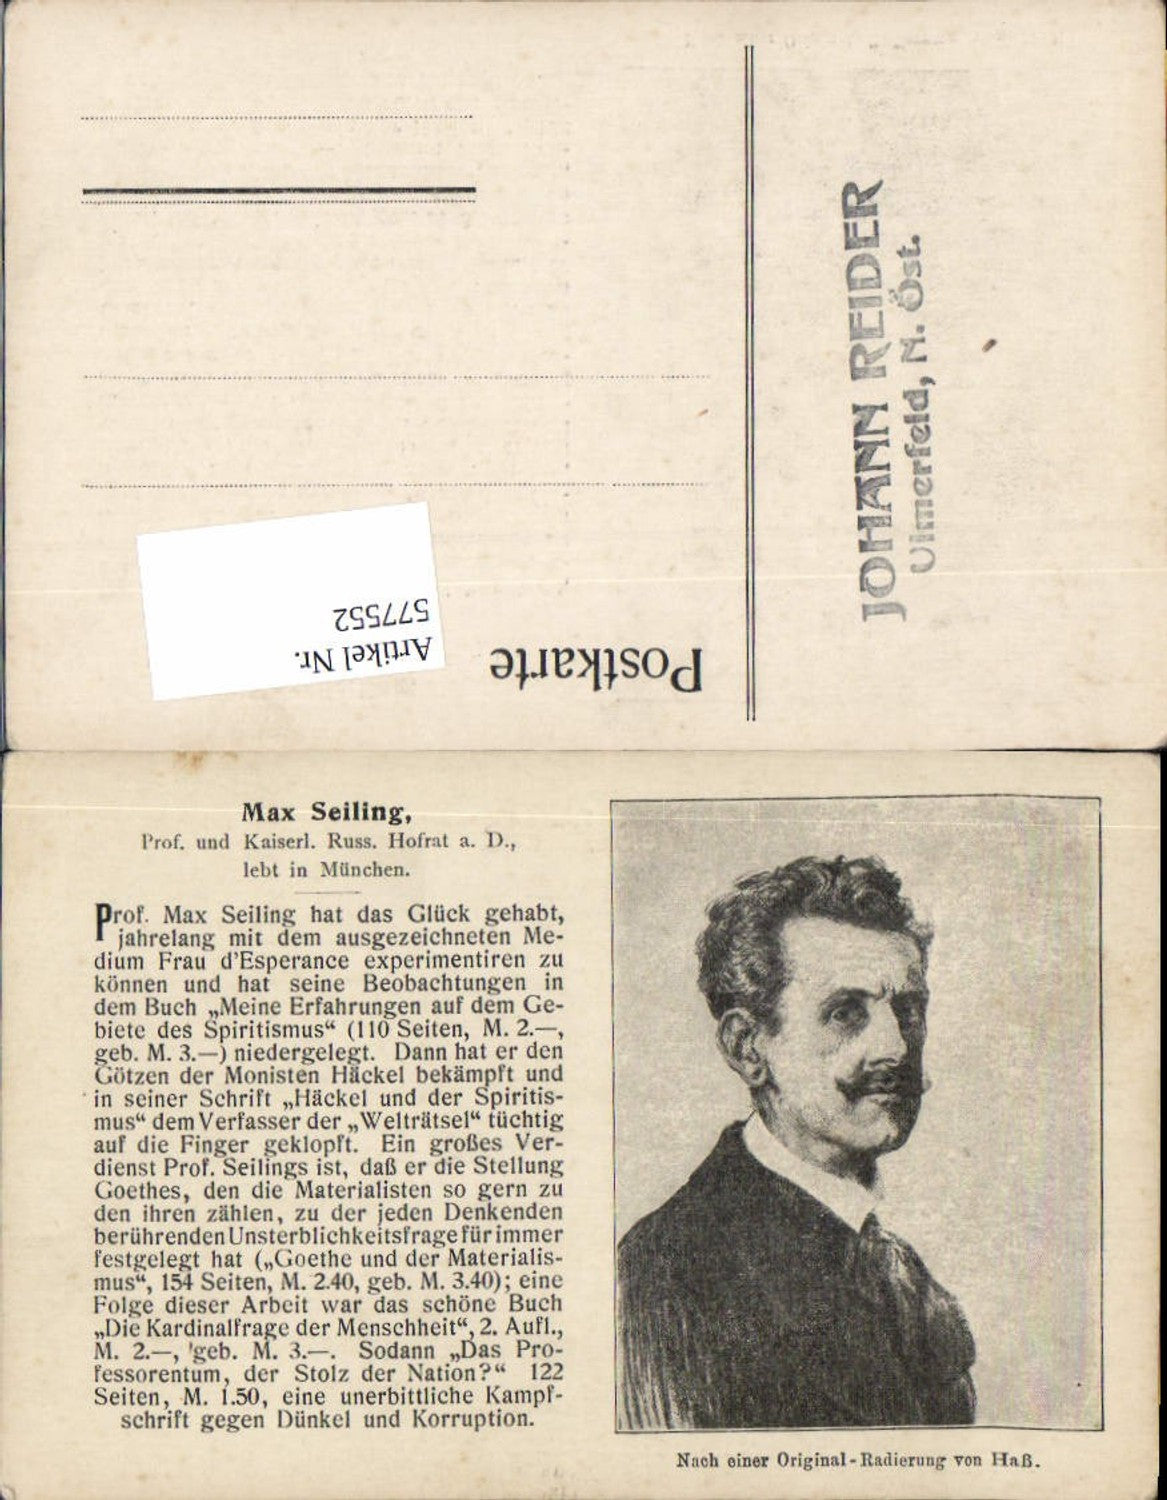 JOHANN REIDER
Ulmerfeld, N. Öst.
Postkarte
Artikel Nr.
577552
Max Seiling,
Prof. und Kaiserl. Russ. Hofrat a. D.,
lebt in München.
Prof. Max Seiling hat das Glück gehabt,
jahrelang mit dem ausgezeichneten Me-
dium Frau d'Esperance experimentiren zu
können und hat seine Beobachtungen in
dem Buch „Meine Erfahrungen auf dem Ge-
biete des Spiritismus“ (110 Seiten, M. 2.—,
geb. M. 3.—) niedergelegt. Dann hat er den
Götzen der Monisten Häckel bekämpft und
in seiner Schrift „Häckel und der Spiritis-
mus“ dem Verfasser der „Welträtsel“ tüchtig
auf die Finger geklopft. Ein großes Ver-
dienst Prof. Seilings ist, daß er die Stellung
Goethes, den die Materialisten so gern zu
den ihren zählen, zu der jeden Denkenden
berührenden Unsterblichkeitsfrage für immer
festgelegt hat („Goethe und der Materialis-
mus“, 154 Seiten, M. 2.40, geb. M. 3.40); eine
Folge dieser Arbeit war das schöne Buch
„Die Kardinalfrage der Menschheit“, 2. Aufl.,
M. 2.—, geb. M. 3.—. Sodann „Das Pro-
fessorentum, der Stolz der Nation?“ 122
Seiten, M. 1.50, eine unerbittliche Kampf-
schrift gegen Dünkel und Korruption.
Nach einer Original-Radierung von Haß.